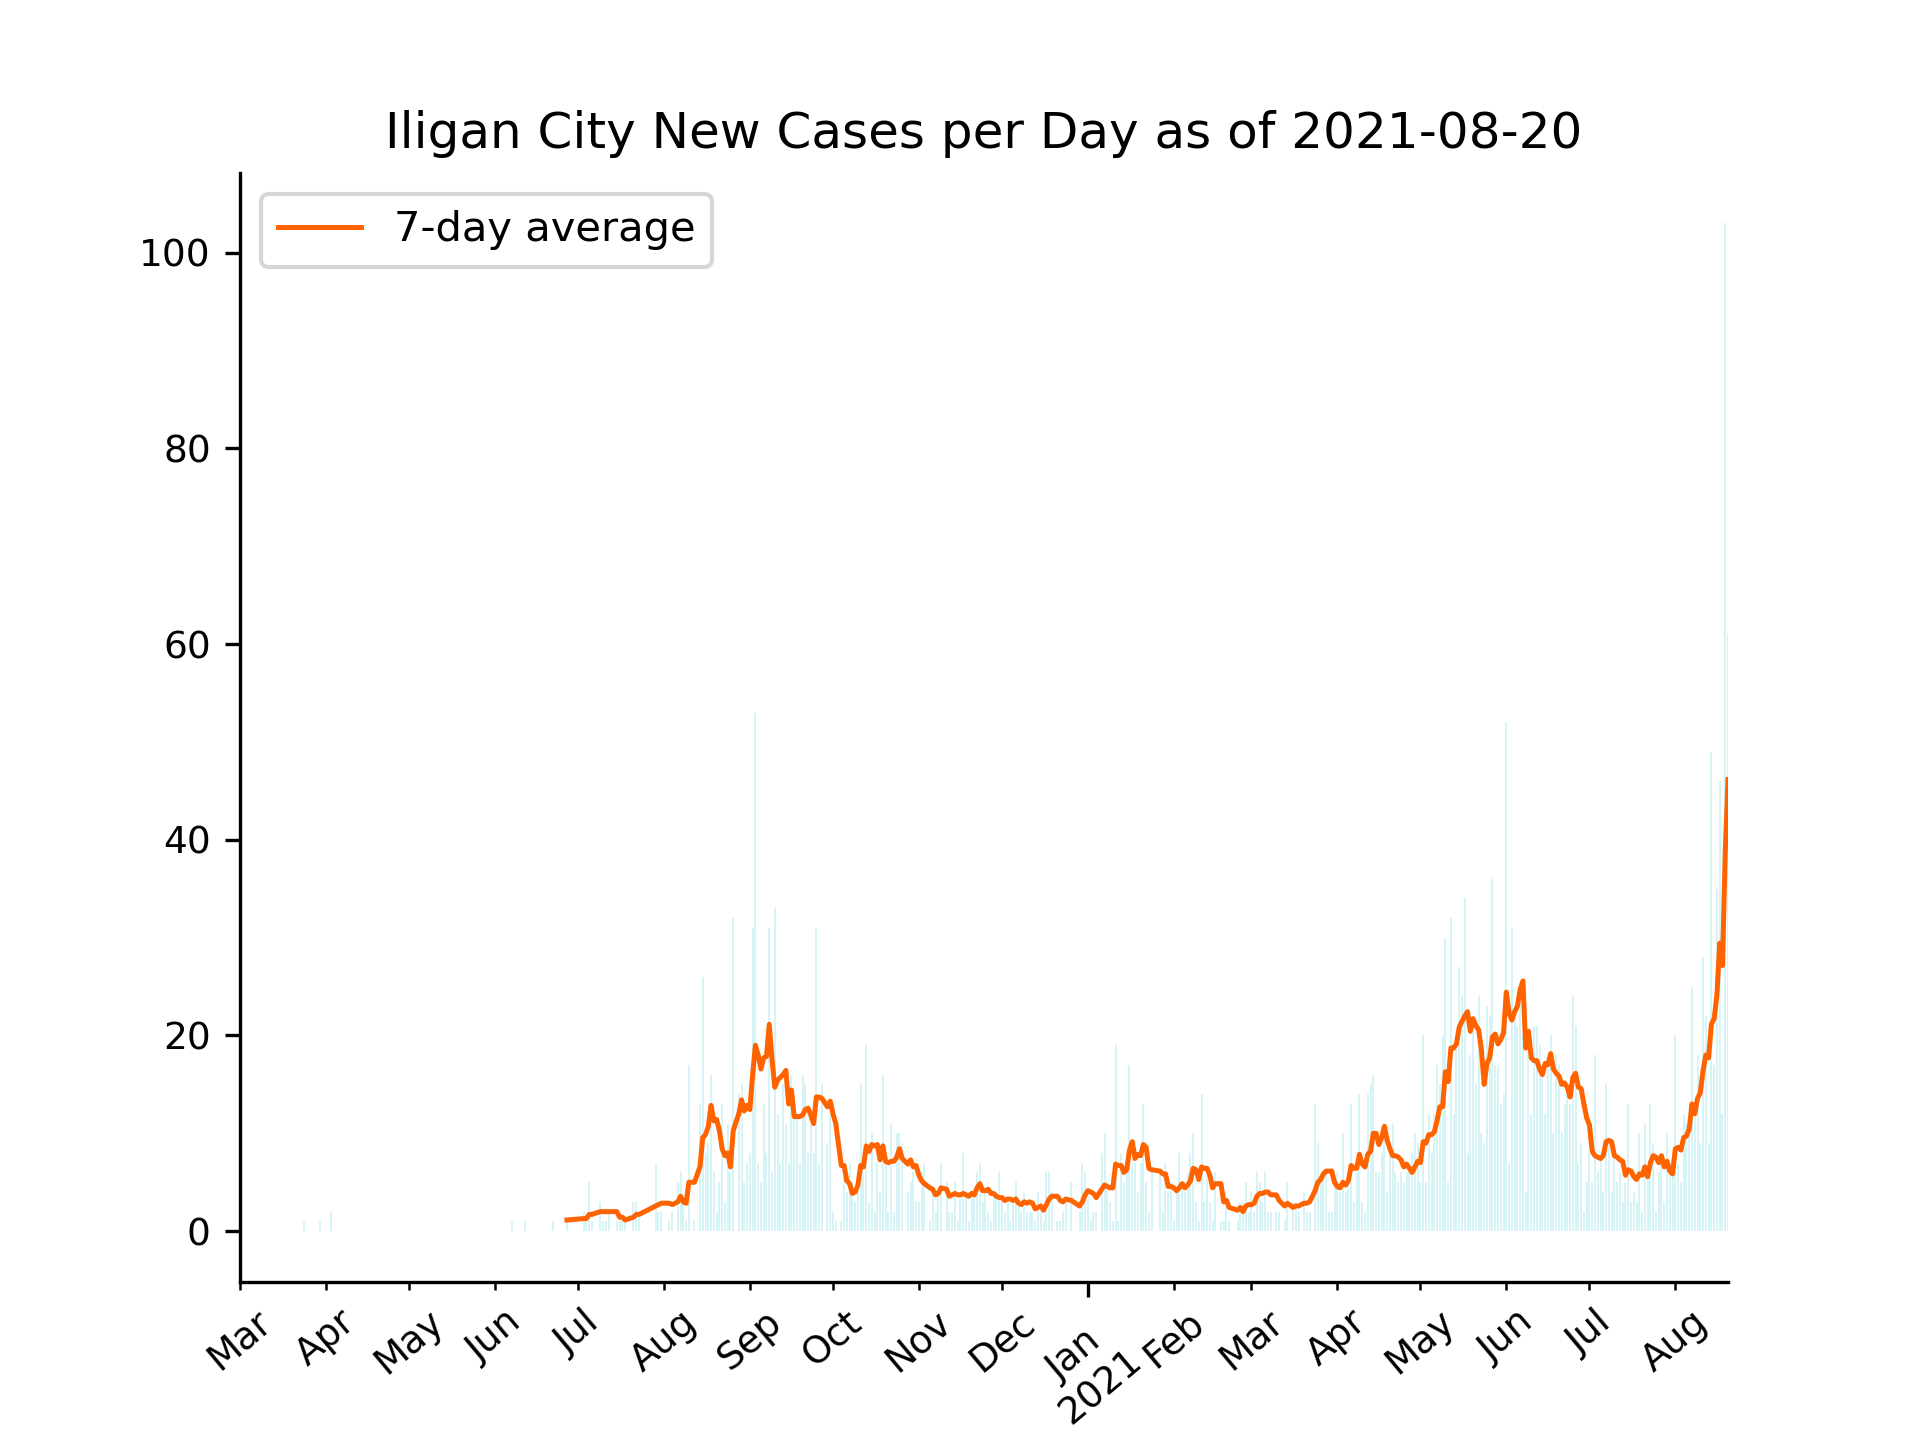 Iligan City New Cases per Day as of 2021-08-20
7-day average
100
80
60
40
20
0
Mar Apr May Jun Jul Aug Sep Oct Nov Dec Jan Feb Mar Apr May Jun Jul Aug
2021